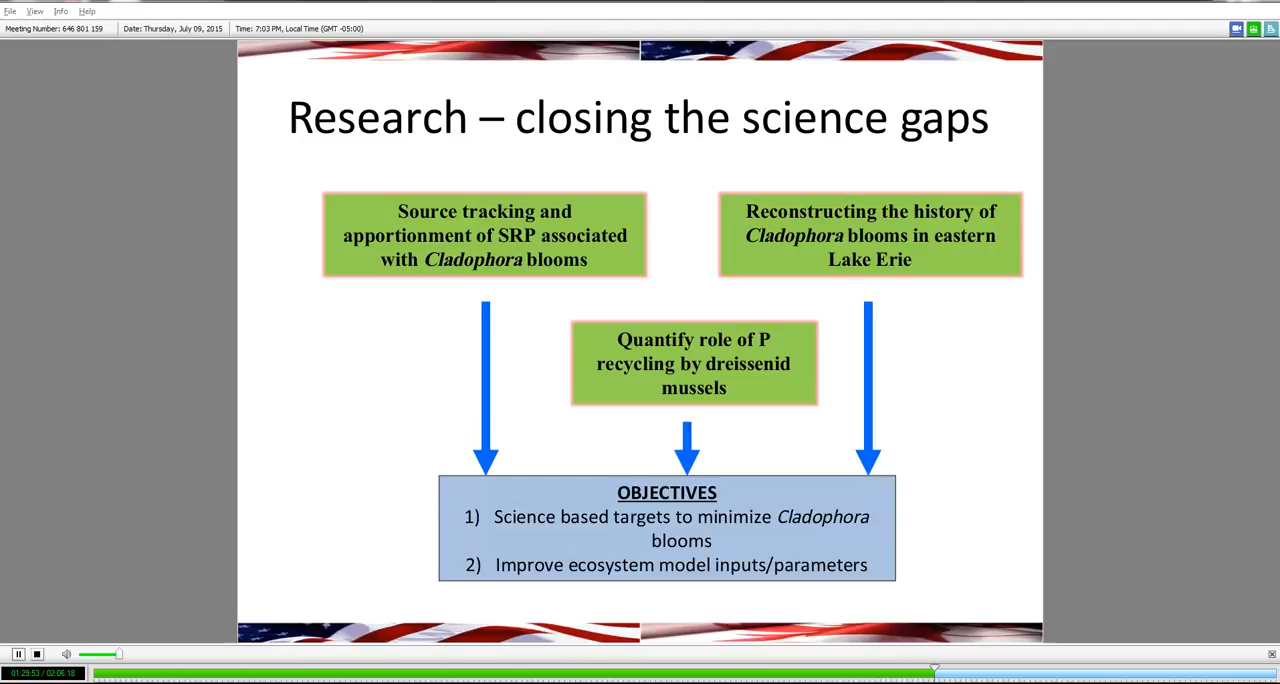 File View Info Help
Meeting Number: 646 801 159 Date: Thursday, July 09, 2015 Time: 7:03 PM, Local Time (GMT -05:00)
Research – closing the science gaps
Source tracking and
apportionment of SRP associated
with Cladophora blooms
Reconstructing the history of
Cladophora blooms in eastern
Lake Erie
Quantify role of P
recycling by dreissenid
mussels
OBJECTIVES
1) Science based targets to minimize Cladophora
blooms
2) Improve ecosystem model inputs/parameters
01:29:53 / 02:06:18